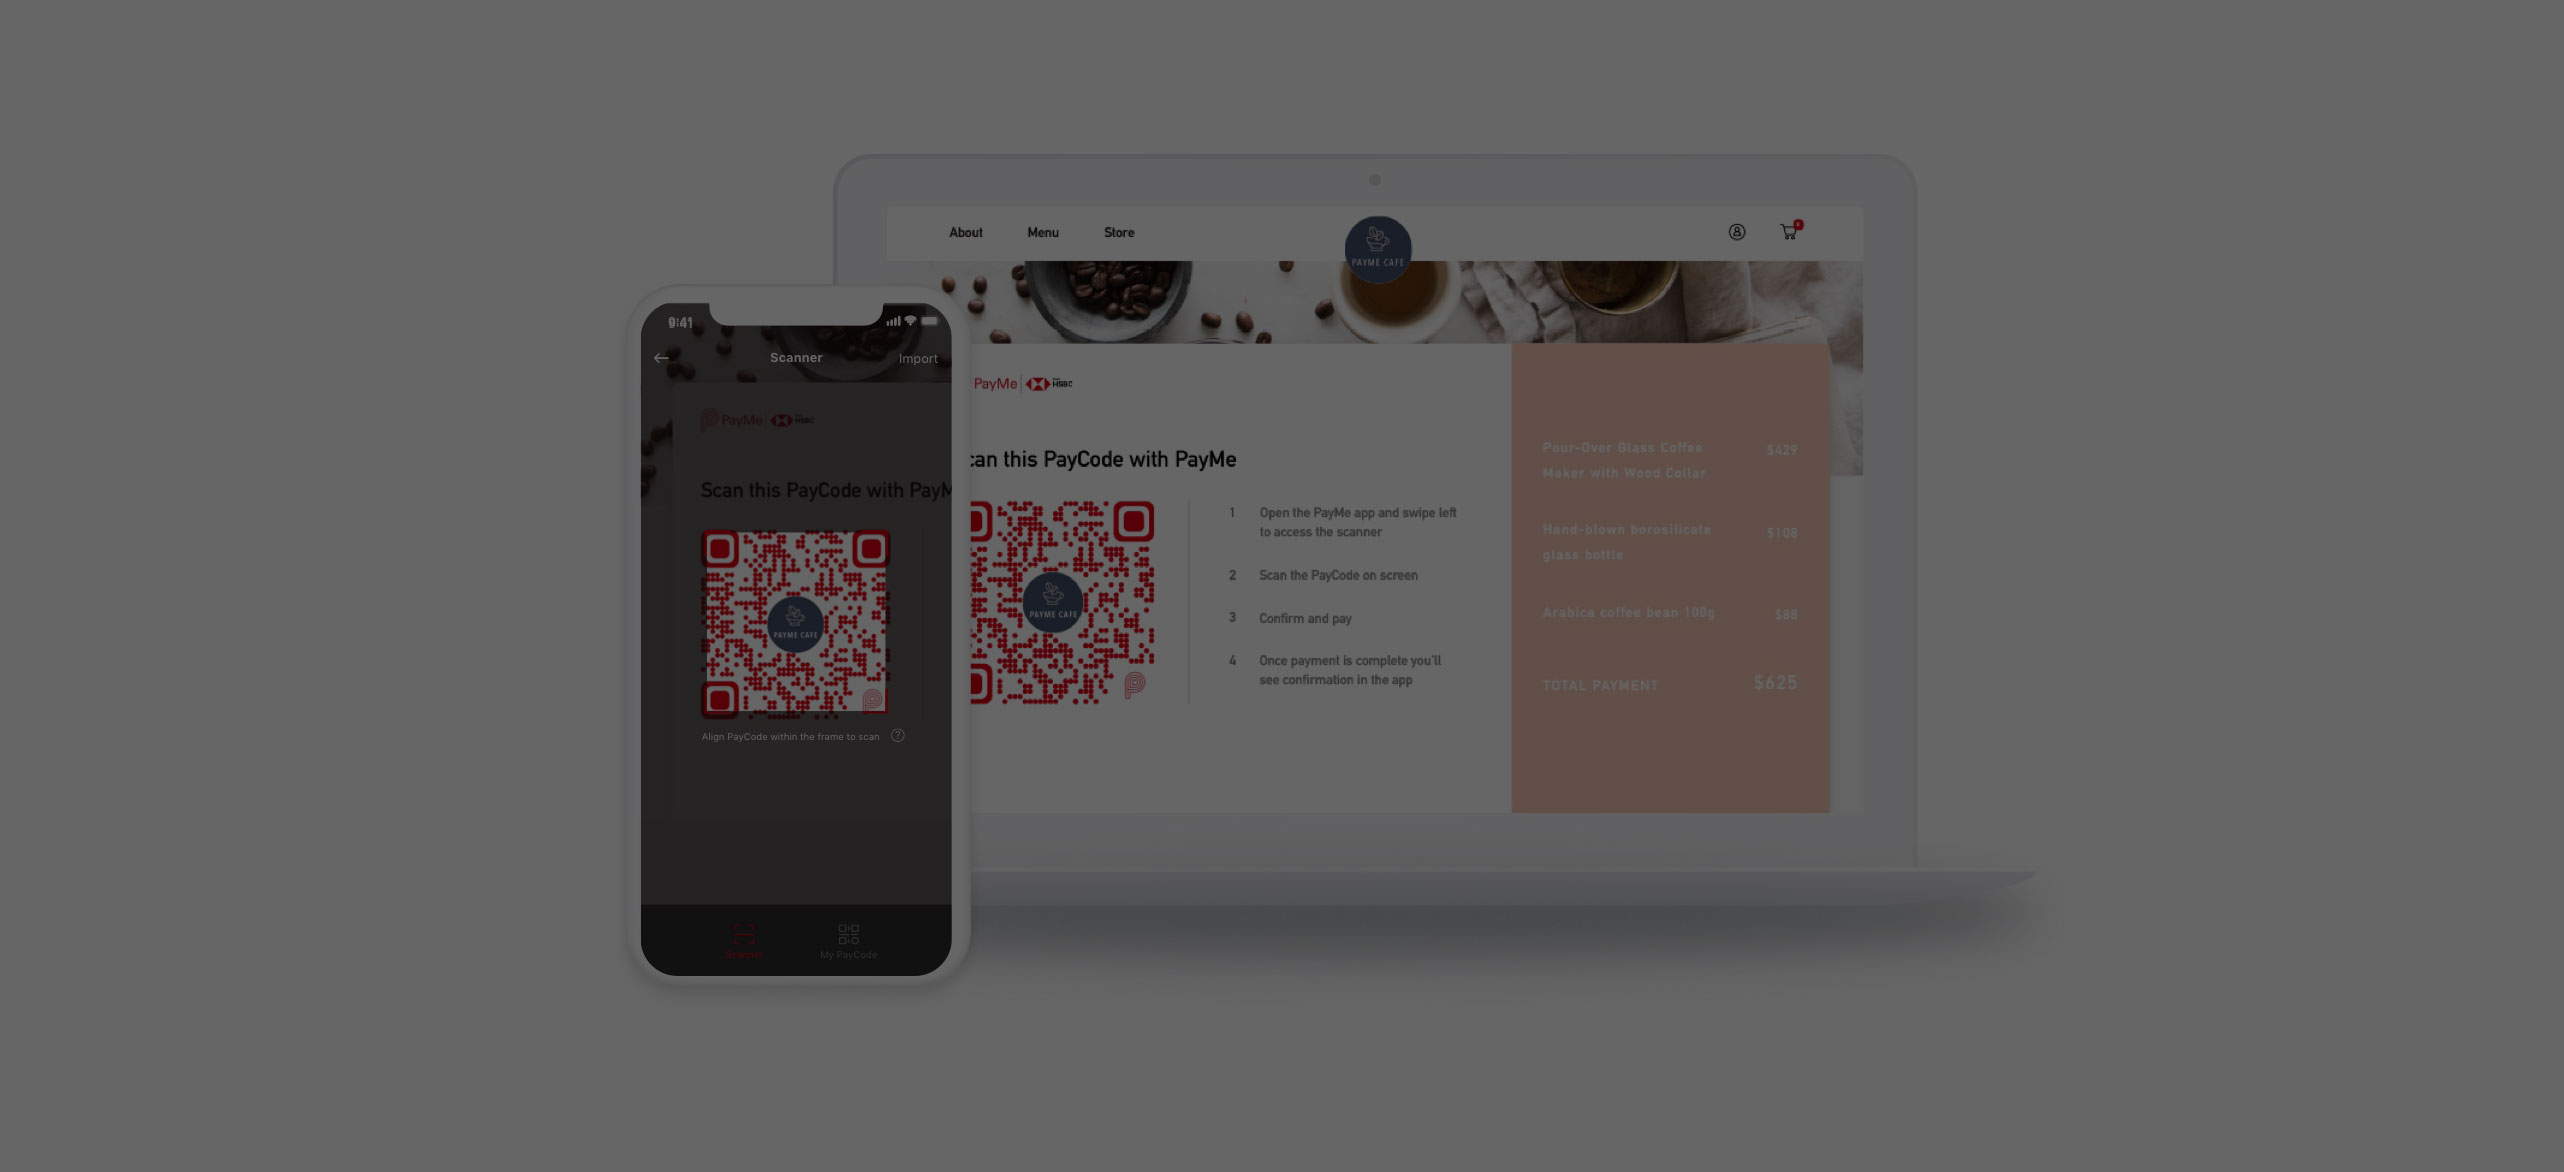 About
Menu
Store
PAYME CAFE
PayMe
HSBC
Scan this PayCode with PayMe
PAYME CAFE
1 Open the PayMe app and swipe left
to access the scanner
2 Scan the PayCode on screen
3 Confirm and pay
4 Once payment is complete you'll
see confirmation in the app
Pour-Over Glass Coffee $429
Maker with Wood Collar
Hand-blown borosilicate $108
glass bottle
Arabica coffee bean 100g $88
TOTAL PAYMENT $625
9:41
Scanner
Import
PayMe
HSBC
Scan this PayCode with PayM
PAYME CAFE
Align PayCode within the frame to scan ?
Scanner
My PayCode